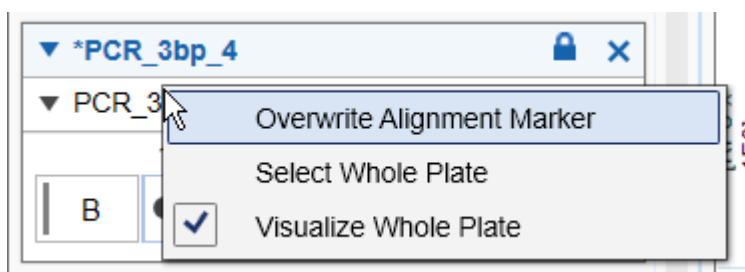 *PCR_3bp_4
PCR_3
Overwrite Alignment Marker
Select Whole Plate
B
Visualize Whole Plate